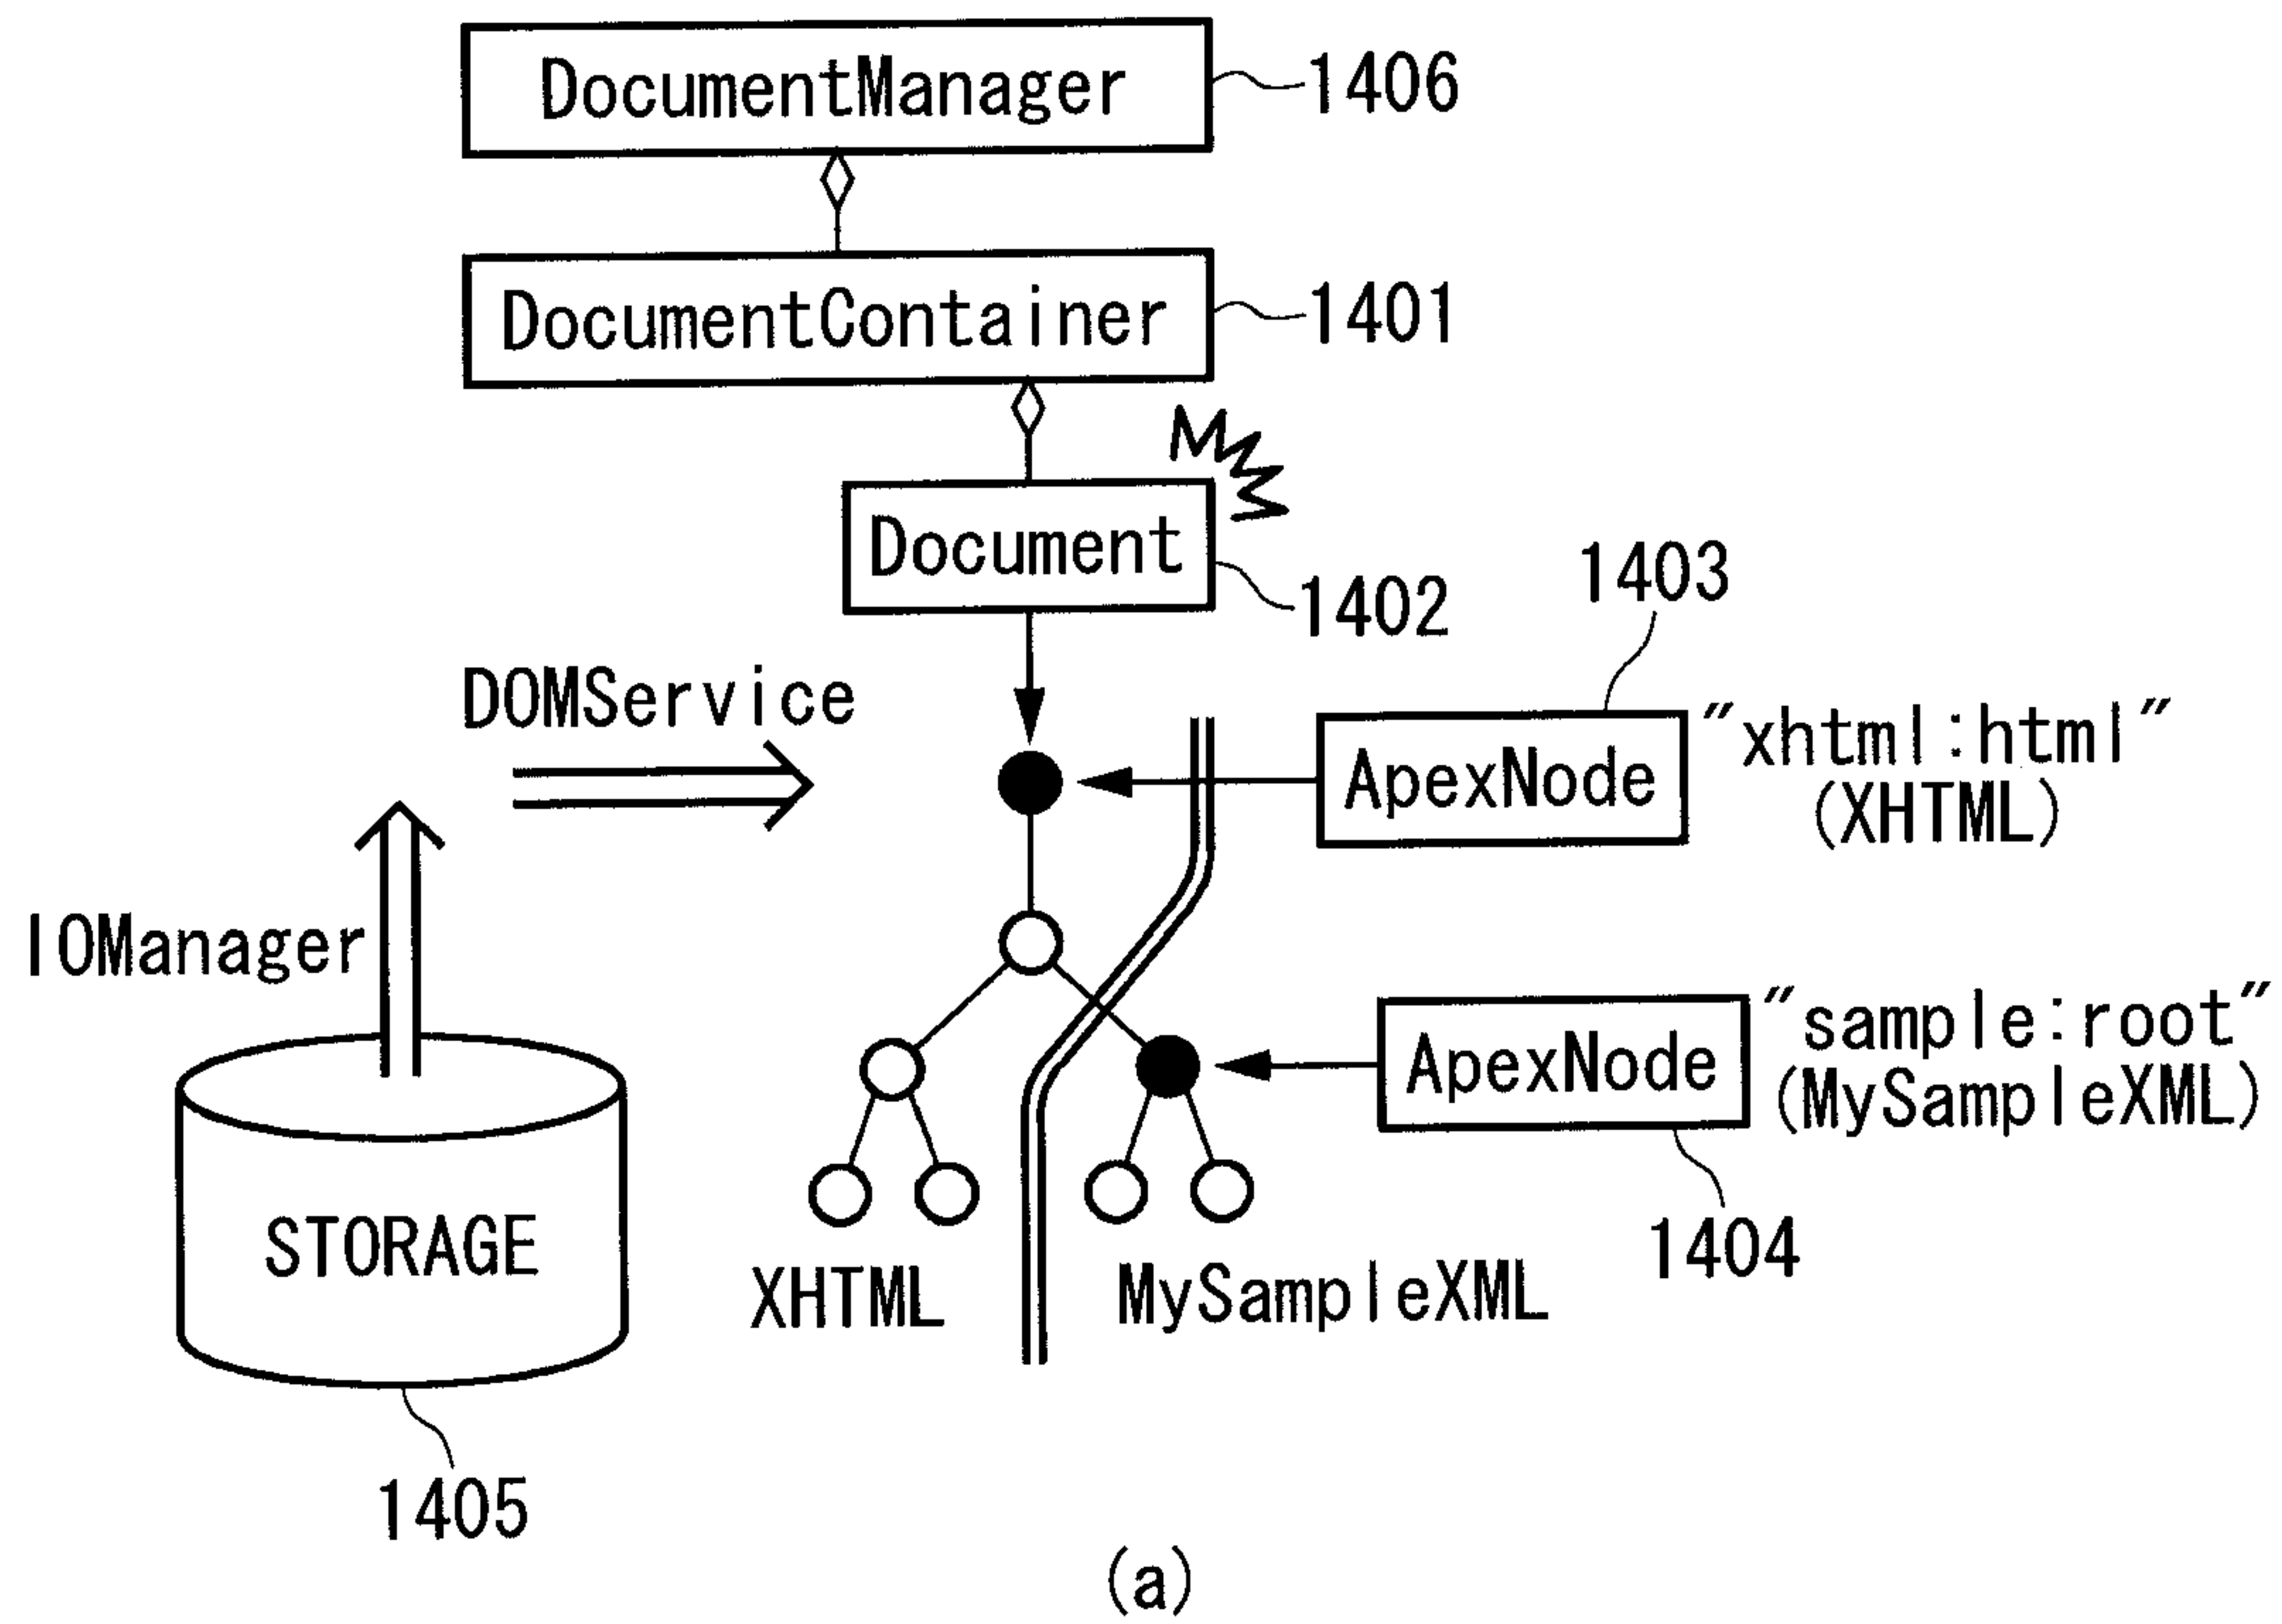 DocumentManager
1406
DocumentContainer
1401
Document
1402
1403
DOMService
ApexNode
"xhtml:html"
(XHTML)
IOManager
ApexNode
"sample:root"
(MySampleXML)
1404
STORAGE
XHTML
MySampleXML
1405
(a)